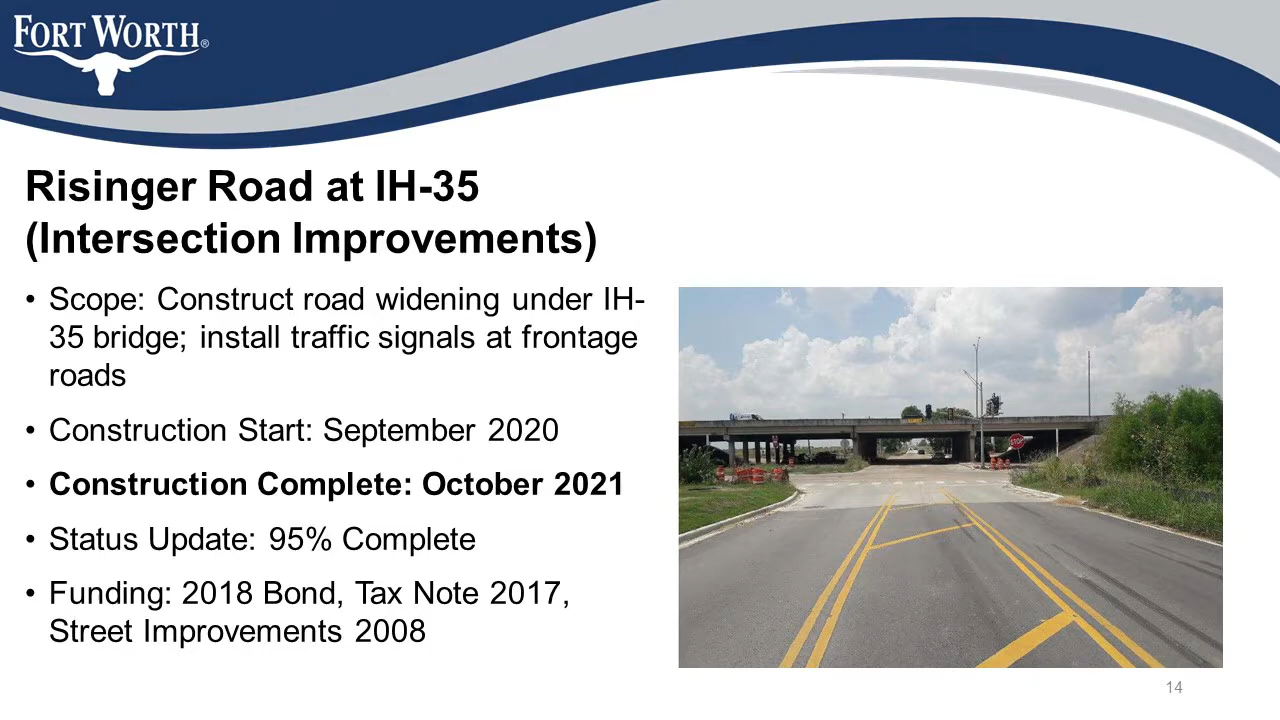 FORT WORTH®
Risinger Road at IH-35
(Intersection Improvements)
• Scope: Construct road widening under IH-
35 bridge; install traffic signals at frontage
roads
• Construction Start: September 2020
• Construction Complete: October 2021
• Status Update: 95% Complete
• Funding: 2018 Bond, Tax Note 2017,
Street Improvements 2008
STOP
14